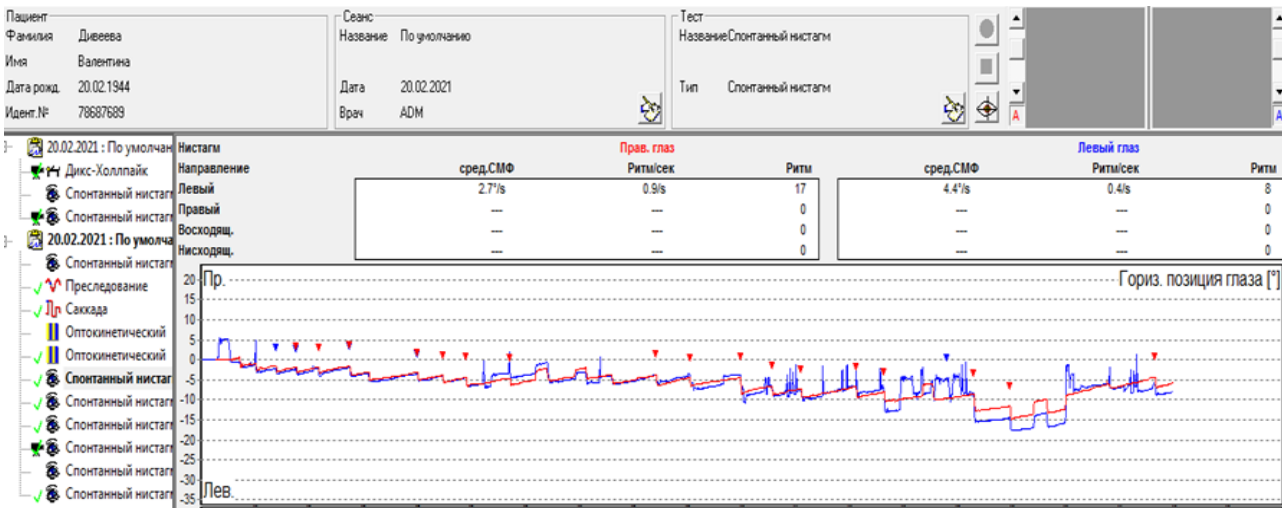 Пациент
Фамилия Дивеева
Имя Валентина
Дата рожд. 20.02.1944
Идент.№ 78687689
Сеанс
Название По умолчанию
Дата 20.02.2021
Врач ADM
Тест
Название Спонтанный нистагм
Тип Спонтанный нистагм
A
A
20.02.2021 : По умолчан
Дикс-Холлпайк
Спонтанный нистагм
Спонтанный нистагм
20.02.2021 : По умолча
Спонтанный нистагм
Преследование
Саккада
Оптокинетический
Оптокинетический
Спонтанный нистаг
Спонтанный нистагм
Спонтанный нистагм
Спонтанный нистагм
Спонтанный нистагм
Спонтанный нистагм
Нистагм Прав. глаз Левый глаз
Направление сред.СМФ Ритм/сек Ритм сред.СМФ Ритм/сек Ритм
Левый 2.7°/s 0.9/s 17 4.4°/s 0.4/s 8
Правый --- --- 0 --- --- 0
Восходящ. --- --- 0 --- --- 0
Нисходящ. --- --- 0 --- --- 0
Пр. Гориз. позиция глаза [°]
20
15
10
5
0
-5
-10
-15
-20
-25
-30
-35
Лев.